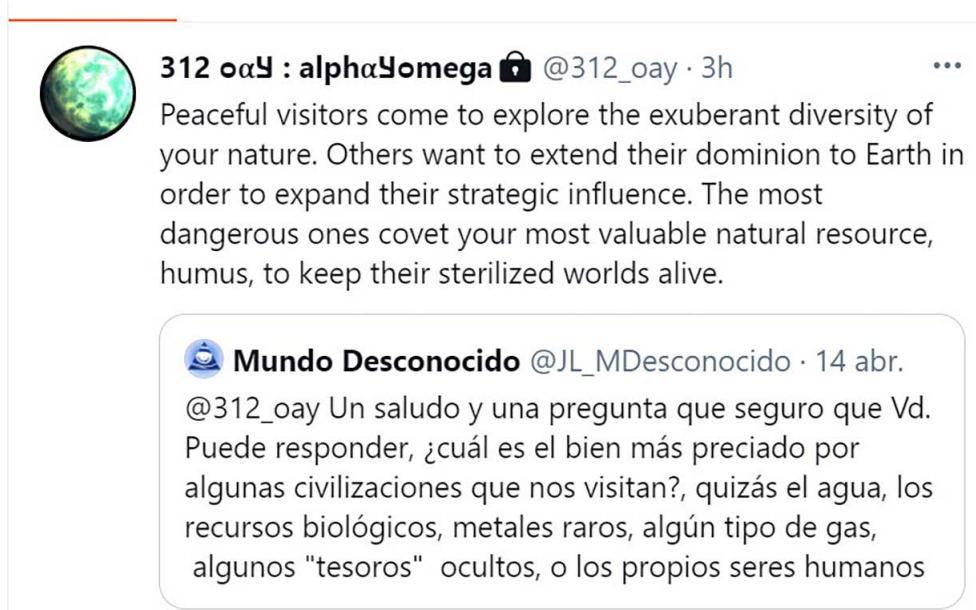 312 oαY : alphαYomega @312_oay · 3h
Peaceful visitors come to explore the exuberant diversity of
your nature. Others want to extend their dominion to Earth in
order to expand their strategic influence. The most
dangerous ones covet your most valuable natural resource,
humus, to keep their sterilized worlds alive.
Mundo Desconocido @JL_MDesconocido · 14 abr.
@312_oay Un saludo y una pregunta que seguro que Vd.
Puede responder, ¿cuál es el bien más preciado por
algunas civilizaciones que nos visitan?, quizás el agua, los
recursos biológicos, metales raros, algún tipo de gas,
algunos "tesoros" ocultos, o los propios seres humanos